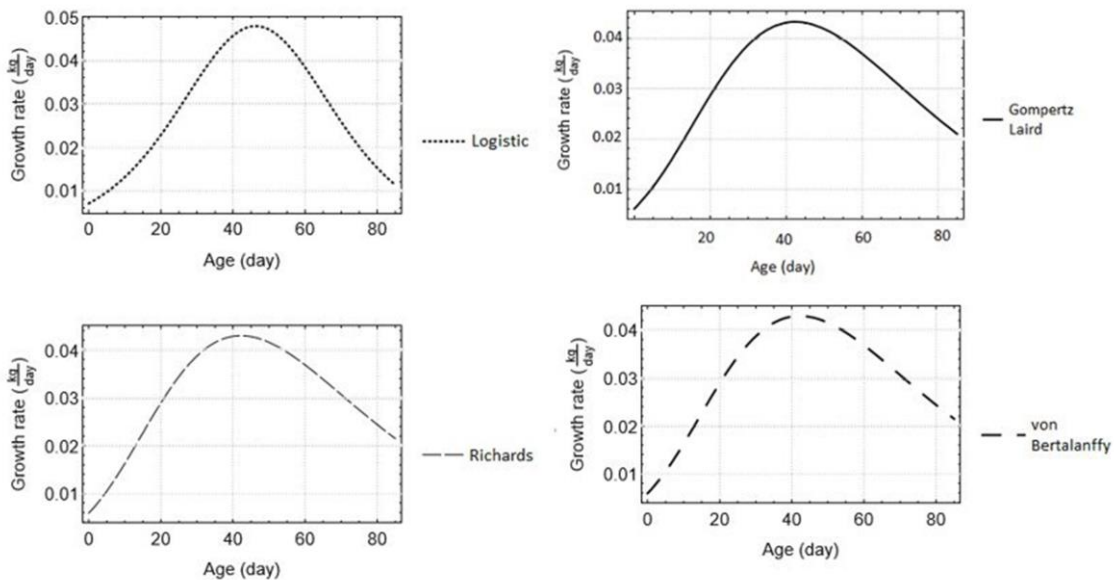 0.05
0.04
0.03
0.02
0.01
Growth rate (kg/day)
0 20 40 60 80
Age (day)
Logistic
0.04
0.03
0.02
0.01
Growth rate (kg/day)
20 40 60 80
Age (day)
Gompertz
Laird
0.04
0.03
0.02
0.01
Growth rate (kg/day)
0 20 40 60 80
Age (day)
Richards
0.04
0.03
0.02
0.01
Growth rate (kg/day)
0 20 40 60 80
Age (day)
von
Bertalanffy